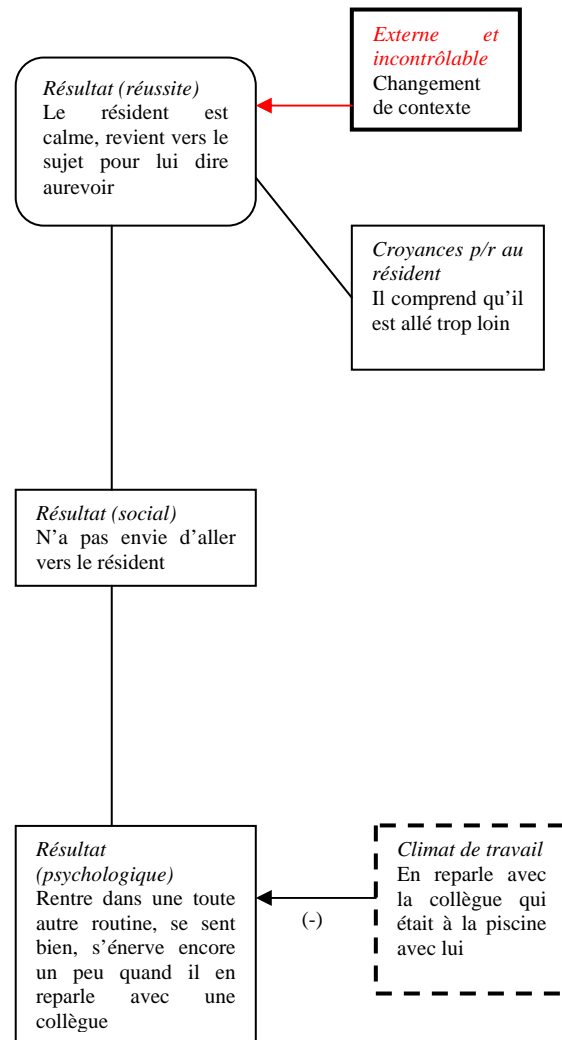 Externe et
incontrôlable
Changement
de contexte
Résultat (réussite)
Le résident est
calme, revient vers le
sujet pour lui dire
aurevoir
Croyances p/r au
résident
Il comprend qu'il
est allé trop loin
Résultat (social)
N'a pas envie d'aller
vers le résident
Résultat
(psychologique)
Rentre dans une toute
autre routine, se sent
bien, s'énerve encore
un peu quand il en
reparle avec une
collègue
(-)
Climat de travail
En reparle avec
la collègue qui
était à la piscine
avec lui